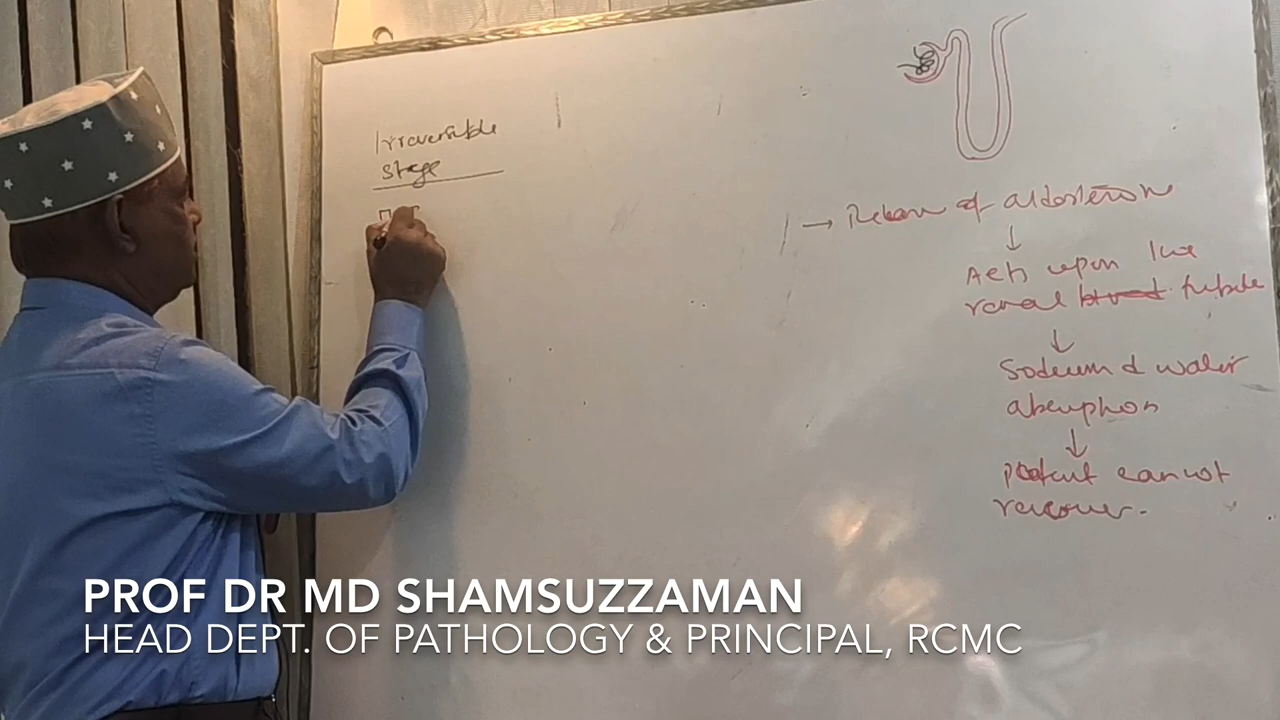 Irreversible
stage
→ Release of aldosterone
↓
Acts upon the
renal blood tubule
↓
Sodium & water
absorption
↓
patient cannot
recover.
PROF DR MD SHAMSUZZAMAN
HEAD DEPT. OF PATHOLOGY & PRINCIPAL, RCMC